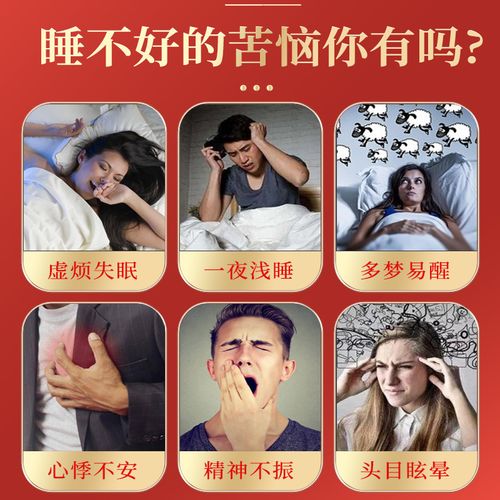 睡不好的苦恼你有吗?
虚烦失眠
一夜浅睡
多梦易醒
心悸不安
精神不振
头目眩晕